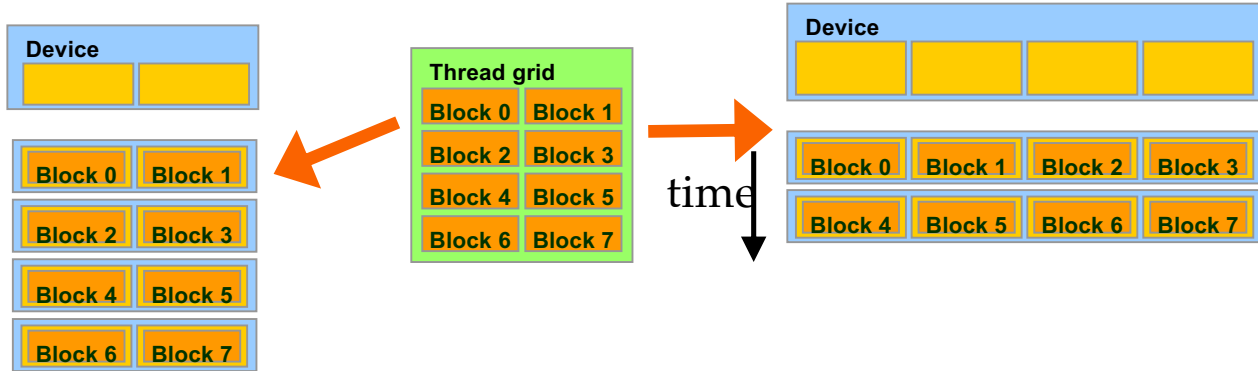 Device
Block 0 Block 1
Block 2 Block 3
Block 4 Block 5
Block 6 Block 7
Thread grid
Block 0 Block 1
Block 2 Block 3
Block 4 Block 5
Block 6 Block 7
time
Device
Block 0 Block 1 Block 2 Block 3
Block 4 Block 5 Block 6 Block 7